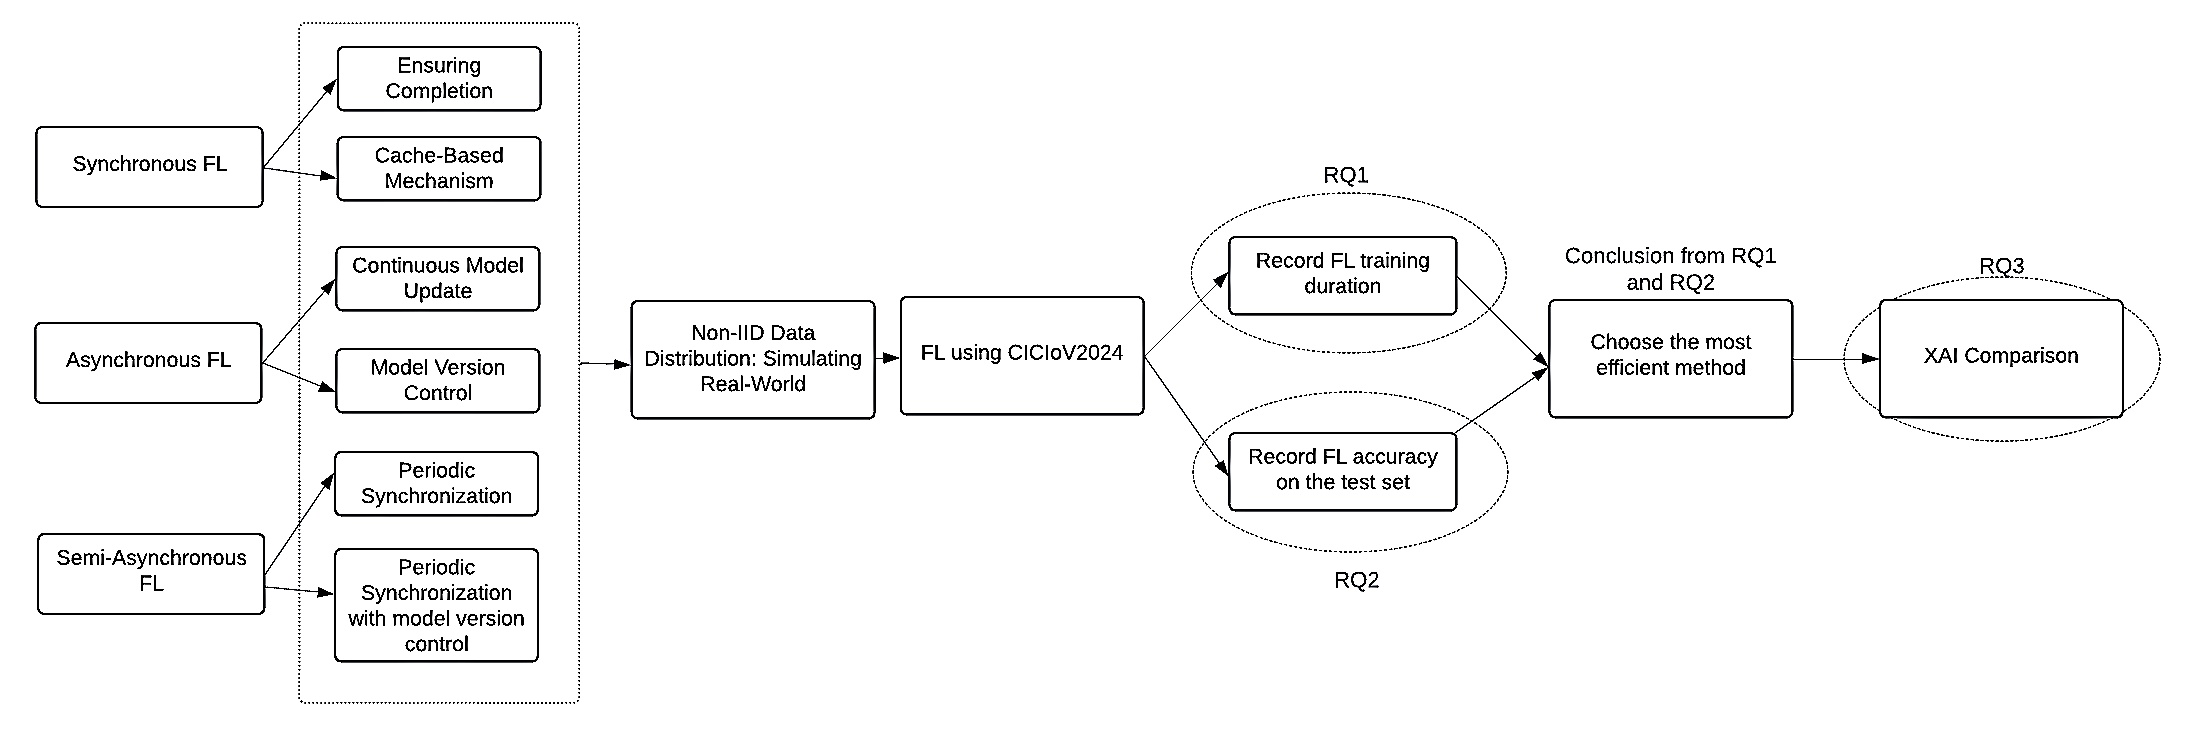 Synchronous FL
Asynchronous FL
Semi-Asynchronous
FL
Ensuring
Completion
Cache-Based
Mechanism
Continuous Model
Update
Model Version
Control
Periodic
Synchronization
Periodic
Synchronization
with model version
control
Non-IID Data
Distribution: Simulating
Real-World
FL using CICIoV2024
RQ1
Record FL training
duration
Record FL accuracy
on the test set
RQ2
Conclusion from RQ1
and RQ2
Choose the most
efficient method
RQ3
XAI Comparison